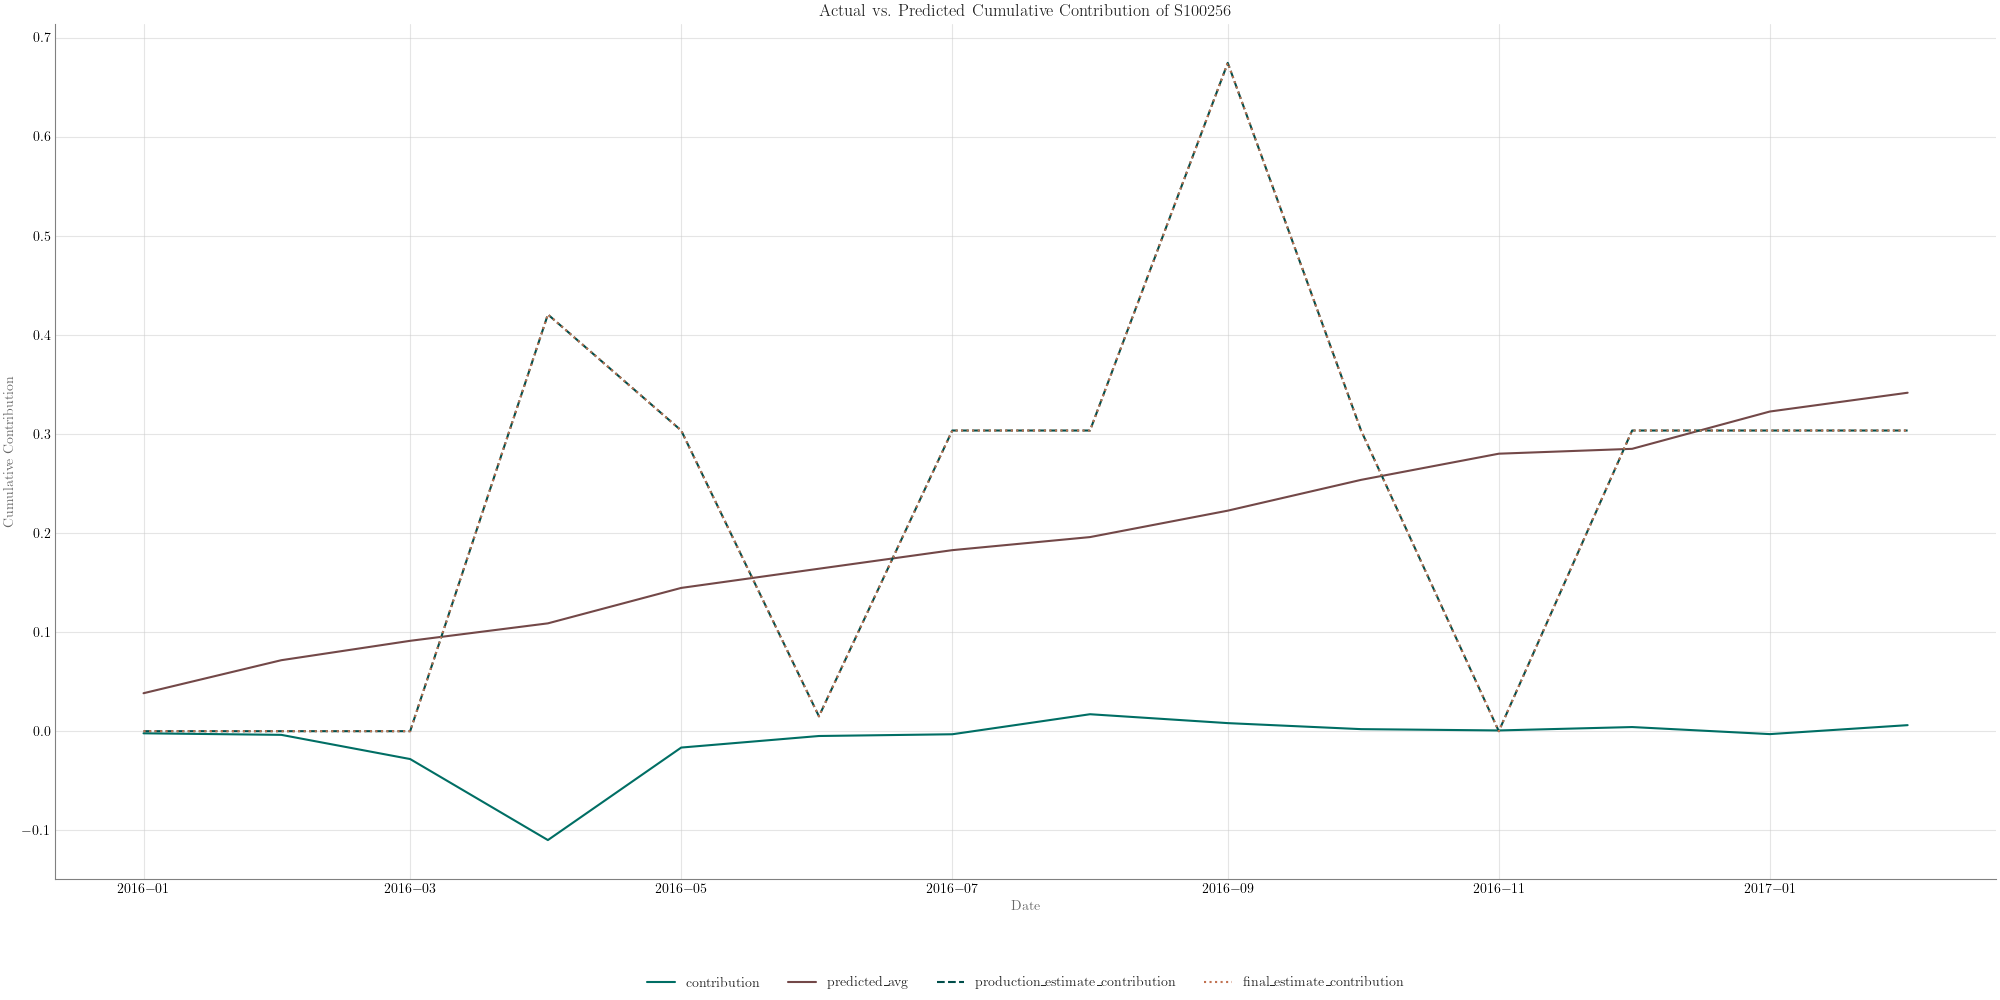 Actual vs. Predicted Cumulative Contribution of S100256
0.7
0.6
0.5
0.4
0.3
0.2
0.1
0.0
−0.1
Cumulative Contribution
2016−01 2016−03 2016−05 2016−07 2016−09 2016−11 2017−01
Date
contribution predicted_avg production_estimate_contribution final_estimate_contribution